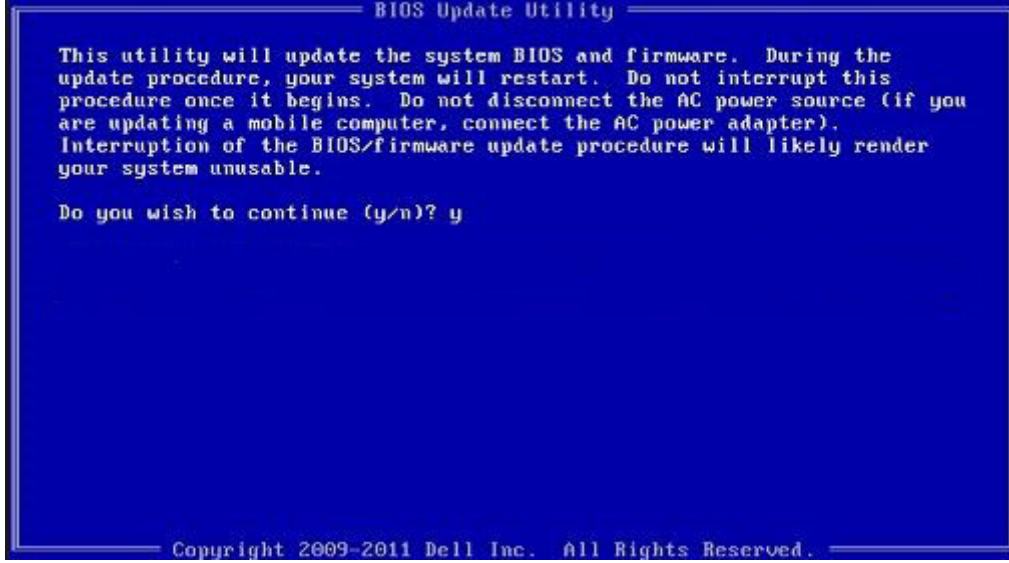 BIOS Update Utility
This utility will update the system BIOS and firmware. During the
update procedure, your system will restart. Do not interrupt this
procedure once it begins. Do not disconnect the AC power source (if you
are updating a mobile computer, connect the AC power adapter).
Interruption of the BIOS/firmware update procedure will likely render
your system unusable.
Do you wish to continue (y/n)? y
Copyright 2009-2011 Dell Inc. All Rights Reserved.